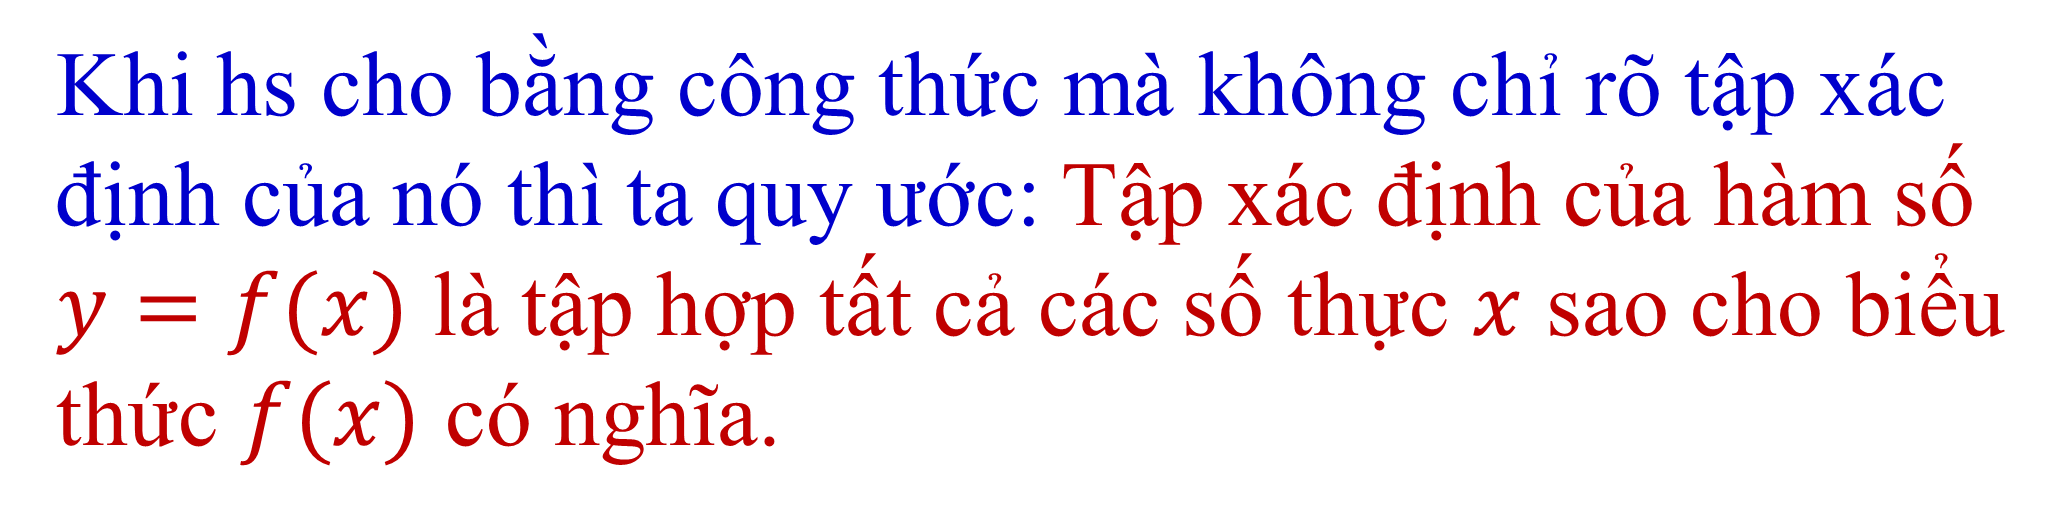 Khi hs cho bằng công thức mà không chỉ rõ tập xác
định của nó thì ta quy ước: Tập xác định của hàm số
y = f(x) là tập hợp tất cả các số thực x sao cho biểu
thức f(x) có nghĩa.